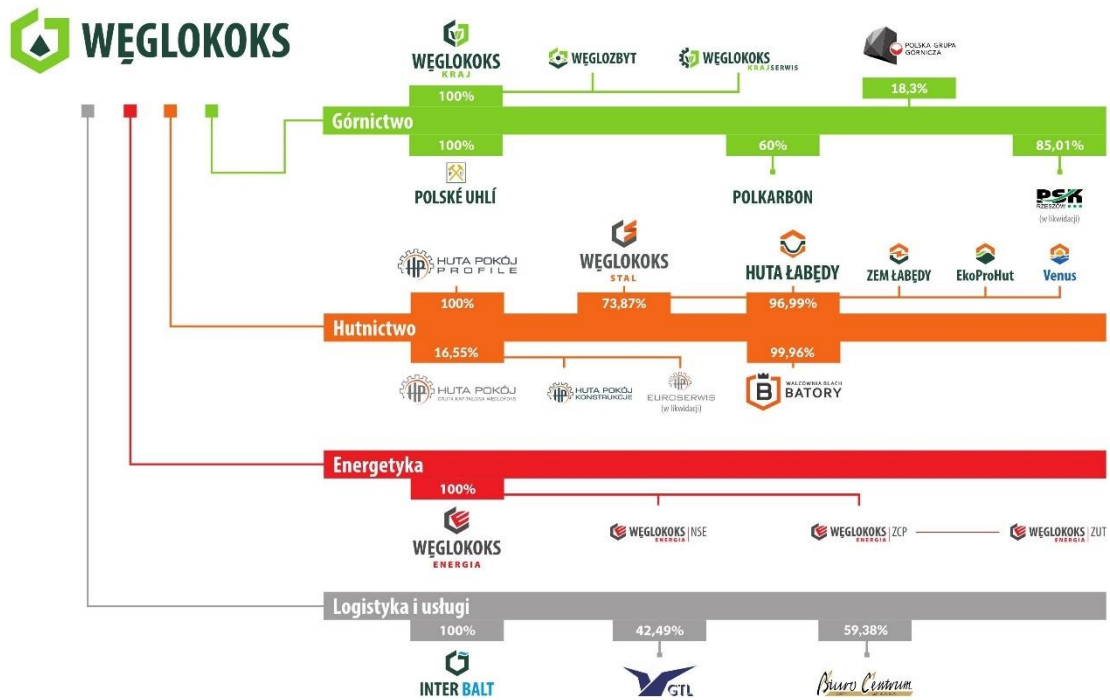 WĘGLOKOKS
WĘGLOKOKS
KRAJ
WĘGLOZBYT
WĘGLOKOKS
KRAJSERWIS
POLSKA GRUPA
GÓRNICZA
100%
18,3%
Górnictwo
100%
60%
85,01%
POLSKÉ UHLÍ
POLKARBON
PSK
RZESZÓW
(w likwidacji)
HUTA POKÓJ
PROFILE
WĘGLOKOKS
STAL
HUTA ŁABĘDY
ZEM ŁABĘDY
EkoProHut
Venus
100%
73,87%
96,99%
Hutnictwo
16,55%
99,96%
HUTA POKÓJ
GRUPA KAPITAŁOWA WĘGLOKOKS
HUTA POKÓJ
KONSTRUKCJE
EUROSERWIS
(w likwidacji)
B
WALCOWNIA BLACH
BATORY
Energetyka
100%
WĘGLOKOKS
ENERGIA
WĘGLOKOKS
ENERGIA
NSE
WĘGLOKOKS
ENERGIA
ZCP
WĘGLOKOKS
ENERGIA
ZUT
Logistyka i usługi
100%
42,49%
59,38%
INTER BALT
GTL
Biuro Centrum